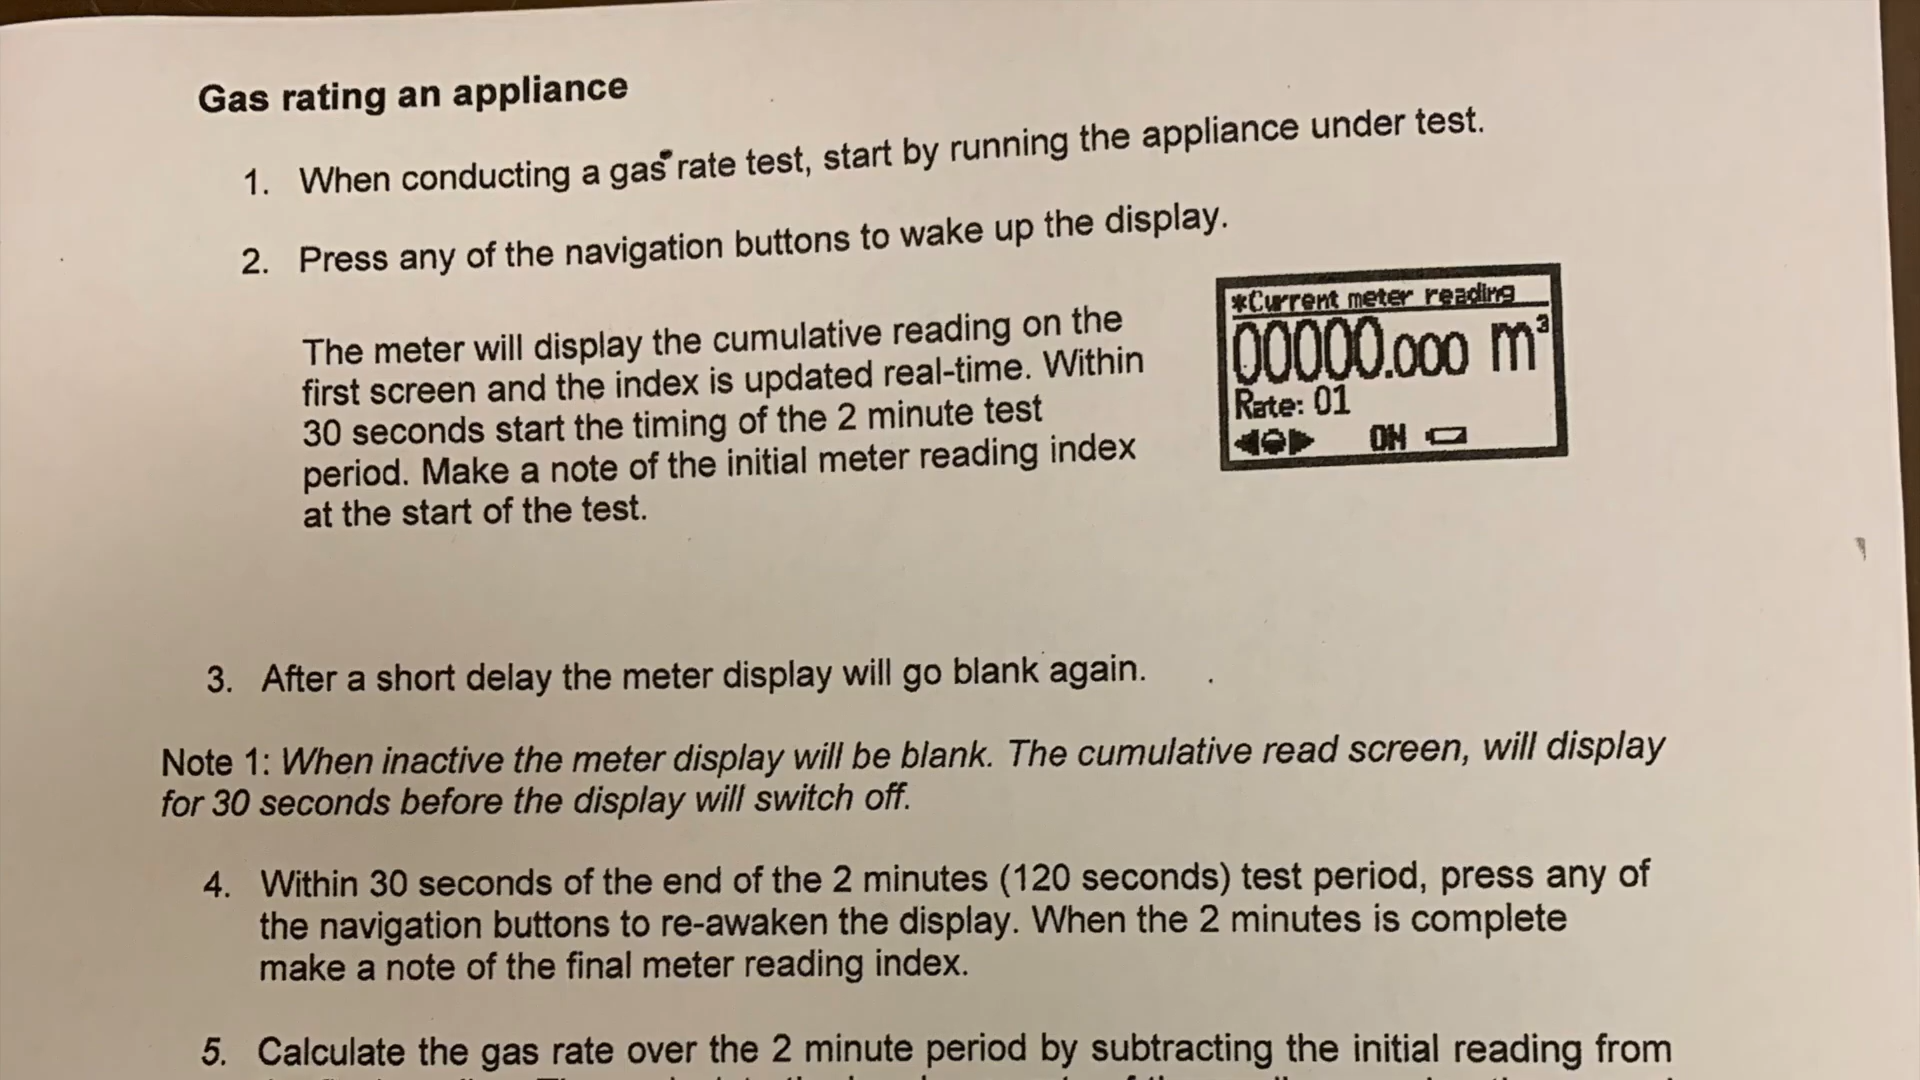 Gas rating an appliance
1. When conducting a gas rate test, start by running the appliance under test.
2. Press any of the navigation buttons to wake up the display.
The meter will display the cumulative reading on the
first screen and the index is updated real-time. Within
30 seconds start the timing of the 2 minute test
period. Make a note of the initial meter reading index
at the start of the test.
*Current meter reading
00000.000 m³
Rate: 01
ON
3. After a short delay the meter display will go blank again.
Note 1: When inactive the meter display will be blank. The cumulative read screen, will display
for 30 seconds before the display will switch off.
4. Within 30 seconds of the end of the 2 minutes (120 seconds) test period, press any of
the navigation buttons to re-awaken the display. When the 2 minutes is complete
make a note of the final meter reading index.
5. Calculate the gas rate over the 2 minute period by subtracting the initial reading from